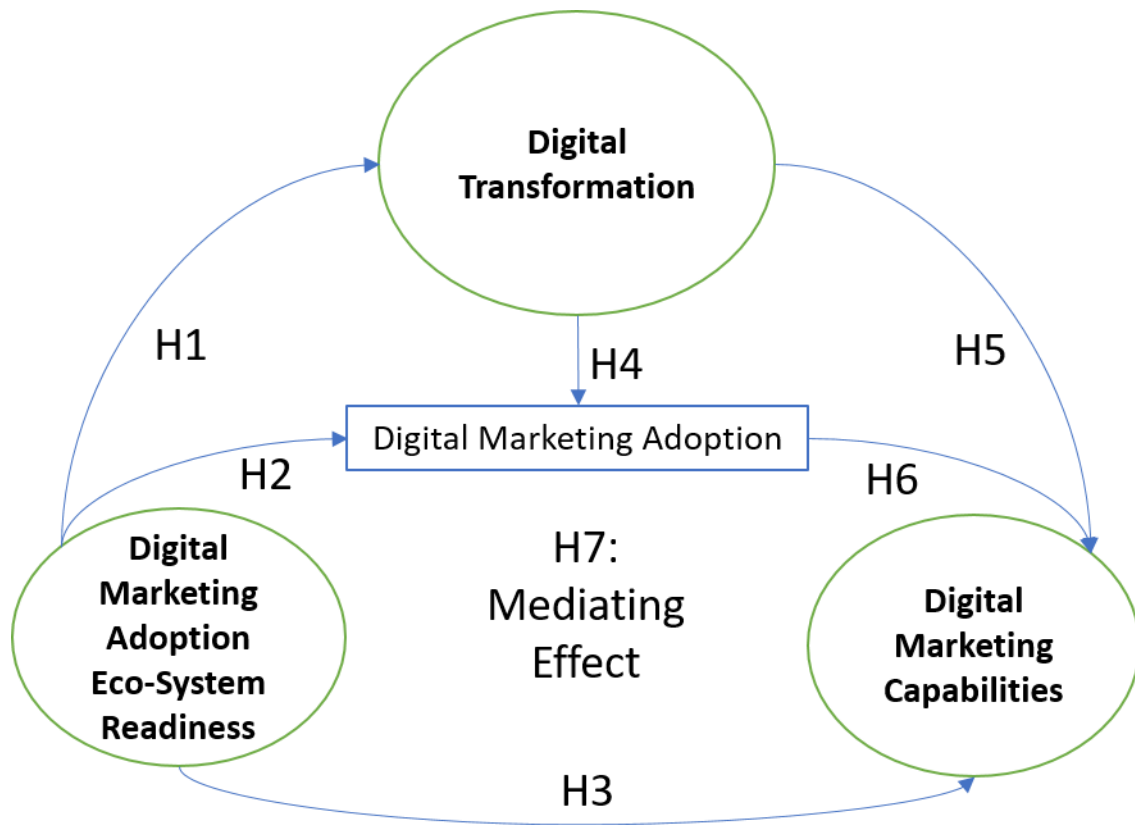 Digital
Transformation
H1
H4
H5
Digital Marketing Adoption
H2
H6
Digital
Marketing
Adoption
Eco-System
Readiness
H7:
Mediating
Effect
Digital
Marketing
Capabilities
H3